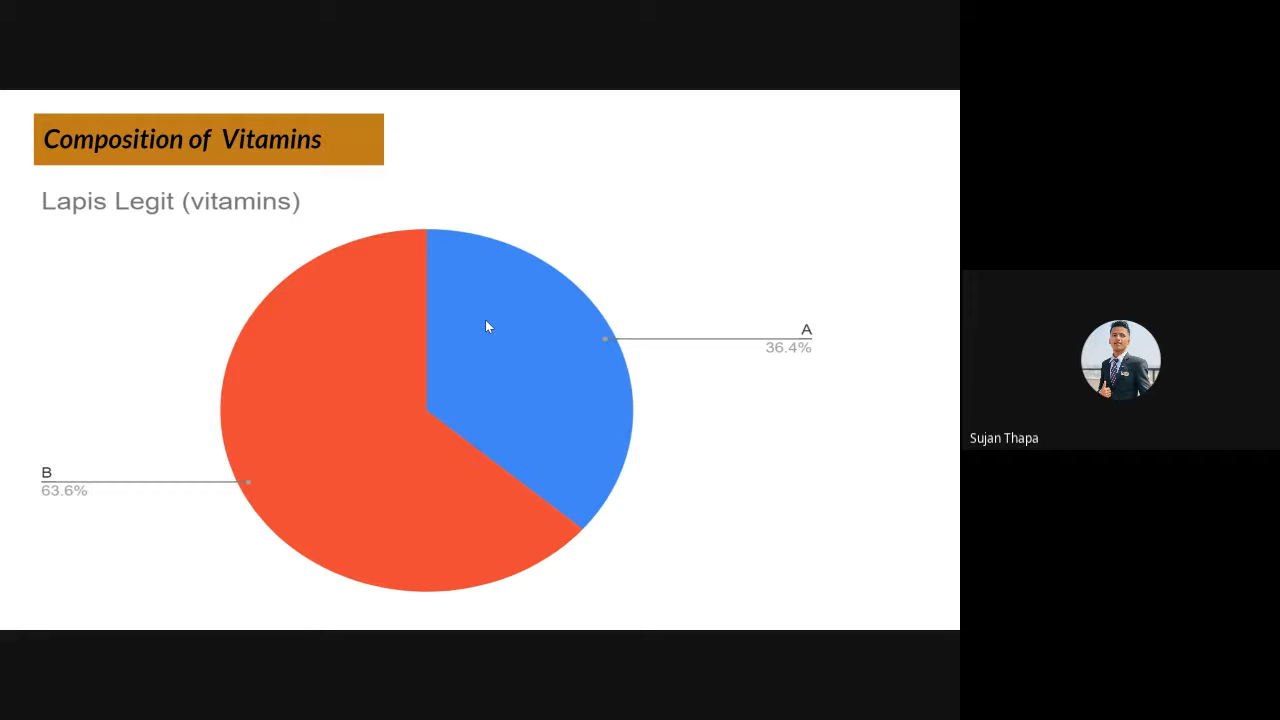 Composition of Vitamins
Lapis Legit (vitamins)
A
36.4%
B
63.6%
Sujan Thapa